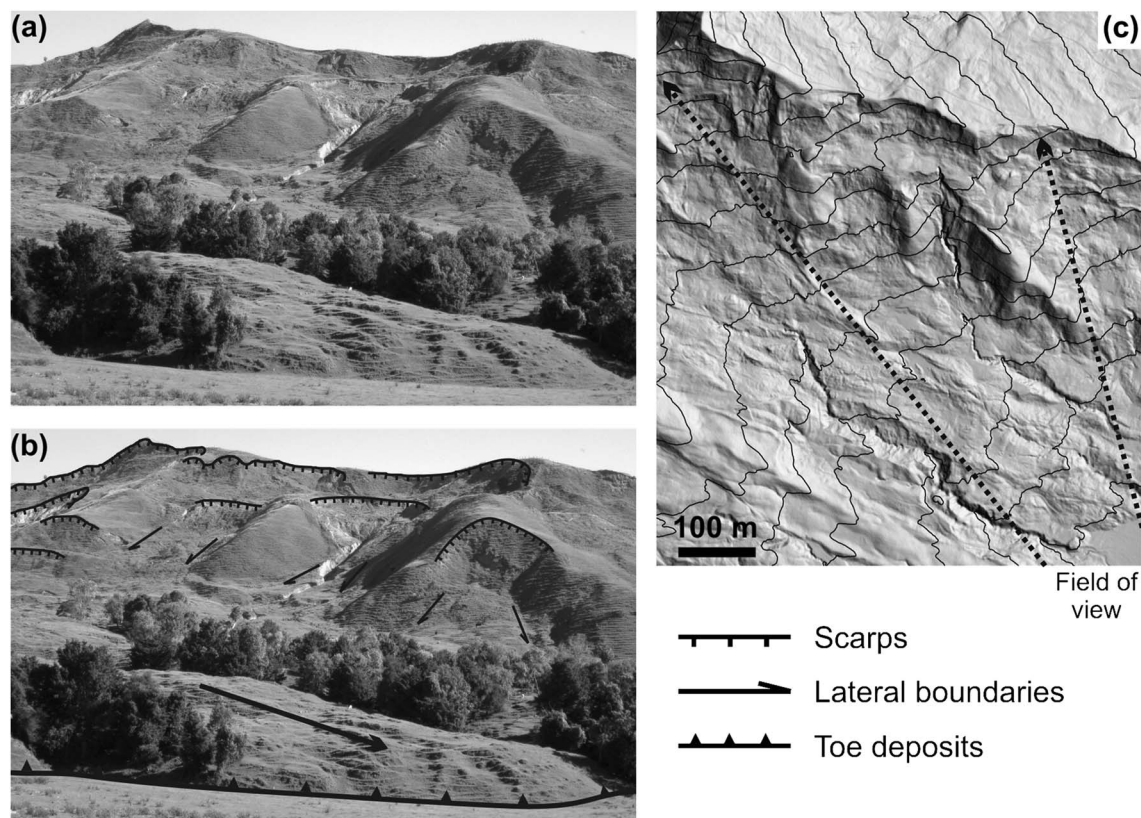 (a)
(b)
(c)
100 m
Field of
view
Scarps
Lateral boundaries
Toe deposits